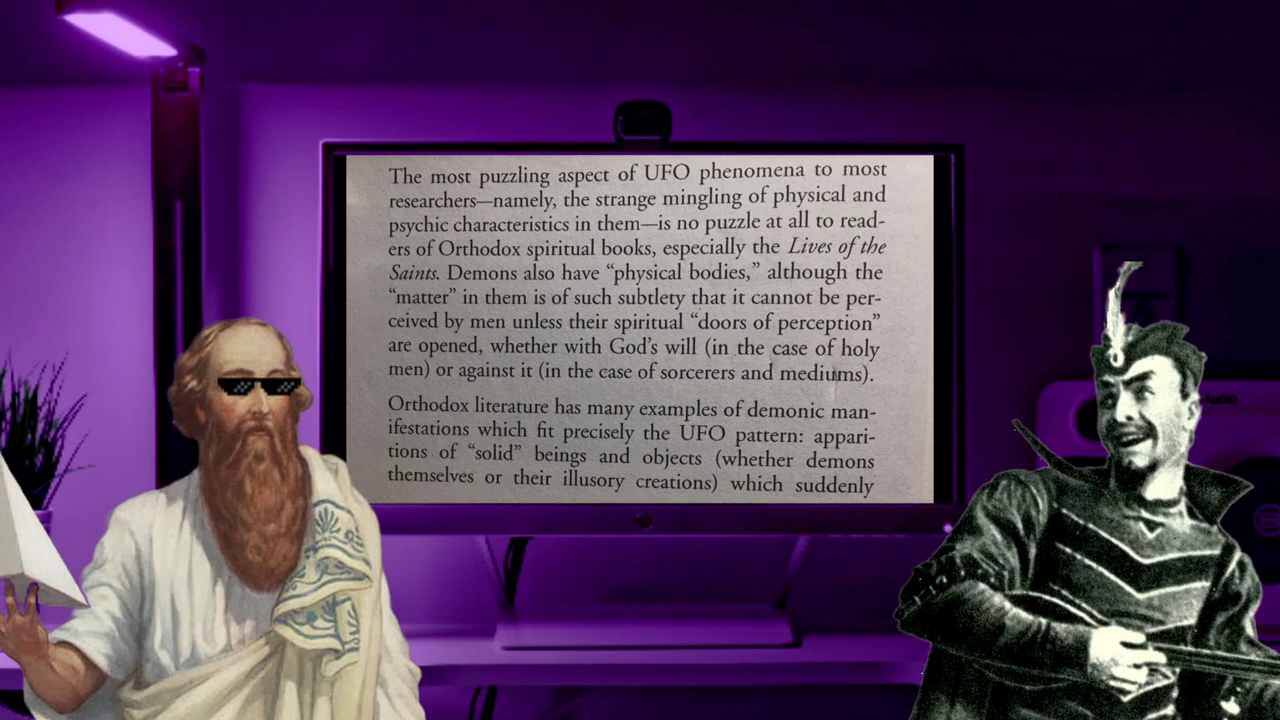 The most puzzling aspect of UFO phenomena to most
researchers—namely, the strange mingling of physical and
psychic characteristics in them—is no puzzle at all to read-
ers of Orthodox spiritual books, especially the Lives of the
Saints. Demons also have “physical bodies,” although the
“matter” in them is of such subtlety that it cannot be per-
ceived by men unless their spiritual “doors of perception”
are opened, whether with God’s will (in the case of holy
men) or against it (in the case of sorcerers and mediums).
Orthodox literature has many examples of demonic man-
ifestations which fit precisely the UFO pattern: appari-
tions of “solid” beings and objects (whether demons
themselves or their illusory creations) which suddenly